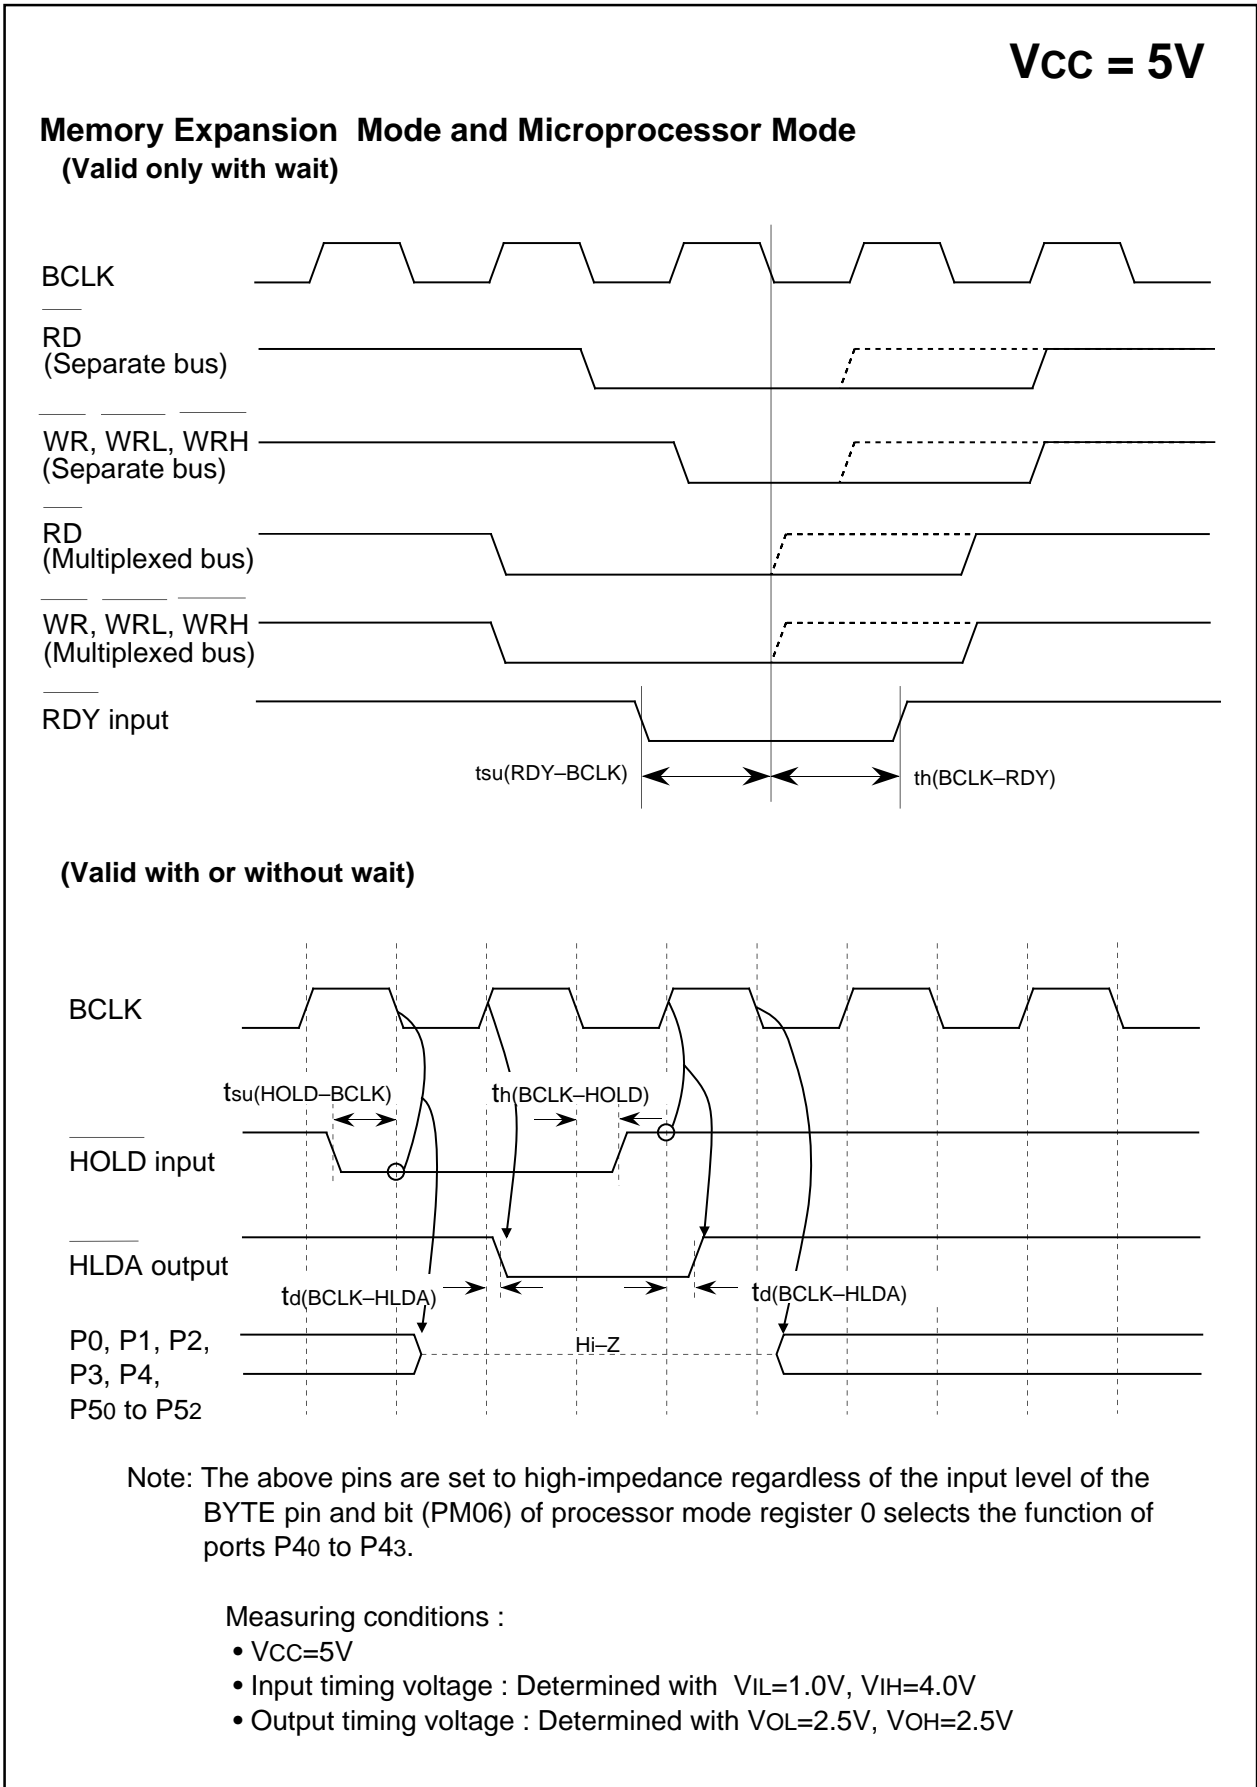 VCC = 5V
Memory Expansion Mode and Microprocessor Mode
(Valid only with wait)
BCLK
RD
(Separate bus)
WR, WRL, WRH
(Separate bus)
RD
(Multiplexed bus)
WR, WRL, WRH
(Multiplexed bus)
RDY input
tsu(RDY–BCLK)
th(BCLK–RDY)
(Valid with or without wait)
BCLK
tsu(HOLD–BCLK)
th(BCLK–HOLD)
HOLD input
HLDA output
td(BCLK–HLDA)
td(BCLK–HLDA)
P0, P1, P2,
P3, P4,
P50 to P52
Hi–Z
Note: The above pins are set to high-impedance regardless of the input level of the
BYTE pin and bit (PM06) of processor mode register 0 selects the function of
ports P40 to P43.
Measuring conditions :
• VCC=5V
• Input timing voltage : Determined with VIL=1.0V, VIH=4.0V
• Output timing voltage : Determined with VOL=2.5V, VOH=2.5V